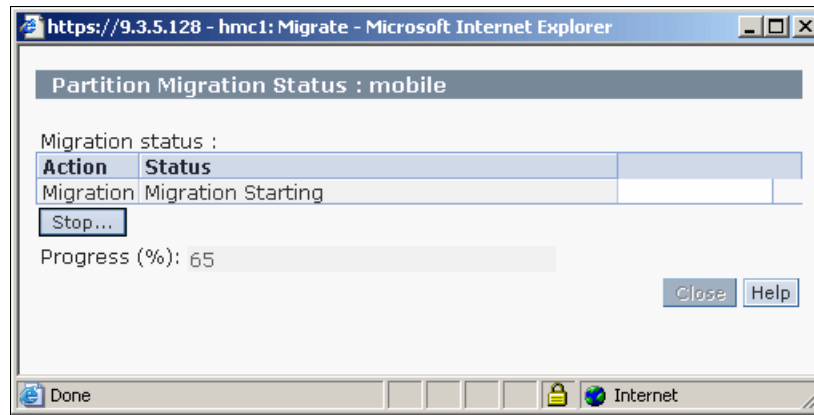 https://9.3.5.128 - hmc1: Migrate - Microsoft Internet Explorer
Partition Migration Status : mobile
Migration status :
Action Status
Migration Migration Starting
Stop...
Progress (%): 65
Close Help
Done Internet